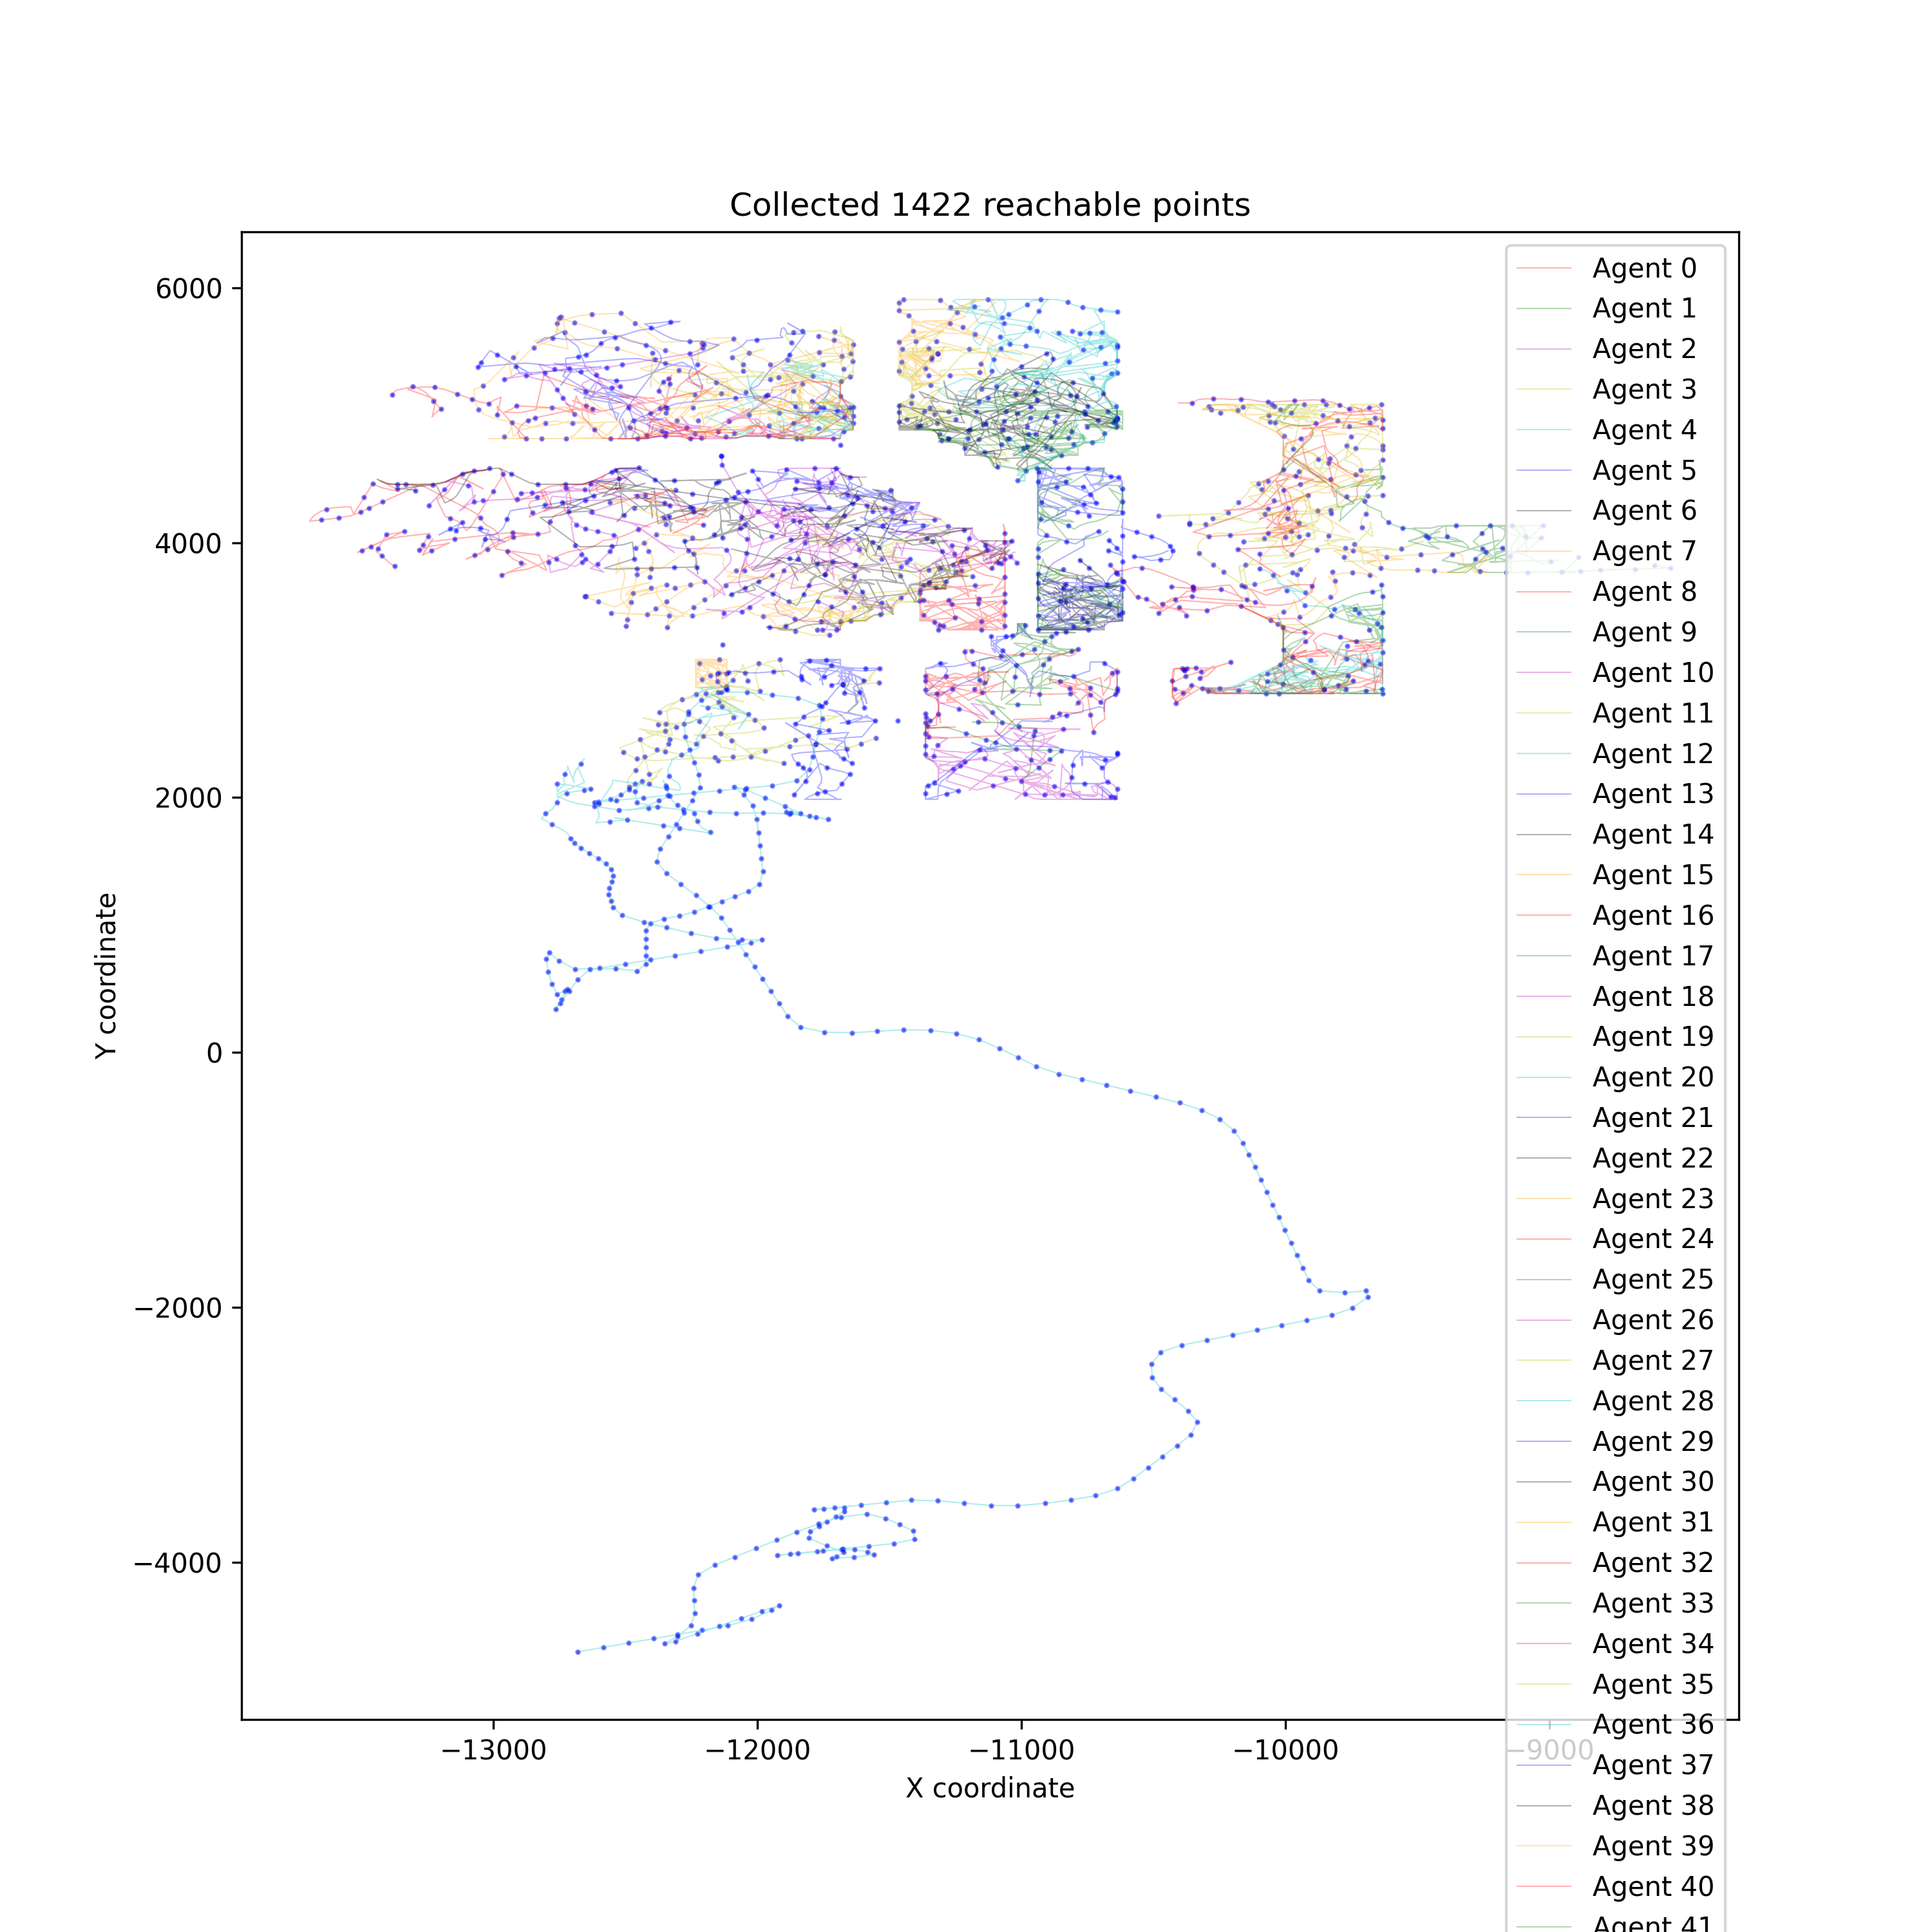 Collected 1422 reachable points
6000
4000
2000
0
−2000
−4000
Y coordinate
−13000
−12000
−11000
−10000
−9000
X coordinate
Agent 0
Agent 1
Agent 2
Agent 3
Agent 4
Agent 5
Agent 6
Agent 7
Agent 8
Agent 9
Agent 10
Agent 11
Agent 12
Agent 13
Agent 14
Agent 15
Agent 16
Agent 17
Agent 18
Agent 19
Agent 20
Agent 21
Agent 22
Agent 23
Agent 24
Agent 25
Agent 26
Agent 27
Agent 28
Agent 29
Agent 30
Agent 31
Agent 32
Agent 33
Agent 34
Agent 35
Agent 36
Agent 37
Agent 38
Agent 39
Agent 40
Agent 41